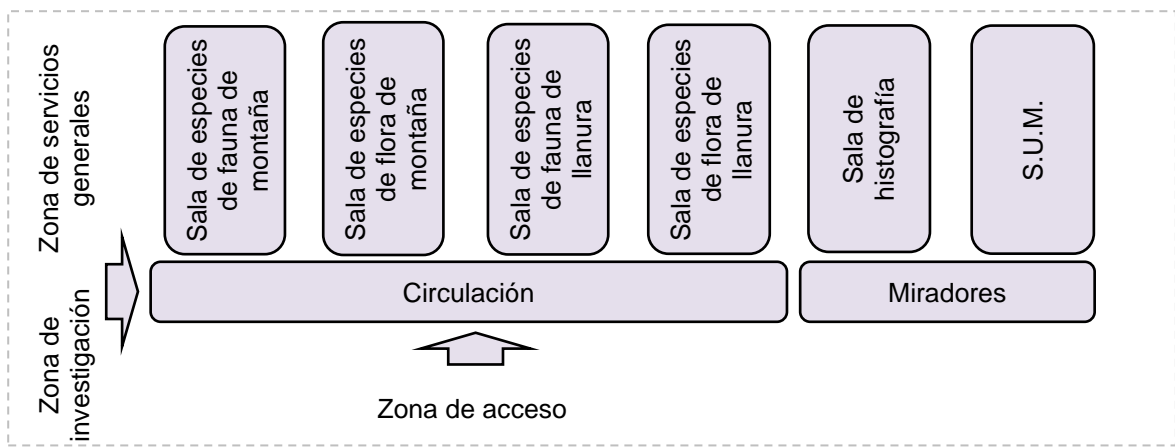 Zona de servicios
generales
Zona de
investigación
Sala de especies
de fauna de
montaña
Sala de especies
de flora de
montaña
Sala de especies
de fauna de
llanura
Sala de especies
de flora de
llanura
Sala de
histografía
S.U.M.
Circulación
Miradores
Zona de acceso